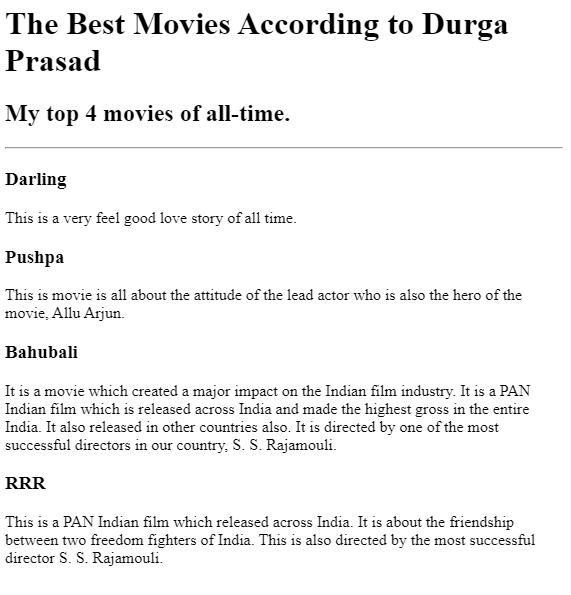 The Best Movies According to Durga
Prasad
My top 4 movies of all-time.
Darling
This is a very feel good love story of all time.
Pushpa
This is movie is all about the attitude of the lead actor who is also the hero of the
movie, Allu Arjun.
Bahubali
It is a movie which created a major impact on the Indian film industry. It is a PAN
Indian film which is released across India and made the highest gross in the entire
India. It also released in other countries also. It is directed by one of the most
successful directors in our country, S. S. Rajamouli.
RRR
This is a PAN Indian film which released across India. It is about the friendship
between two freedom fighters of India. This is also directed by the most successful
director S. S. Rajamouli.